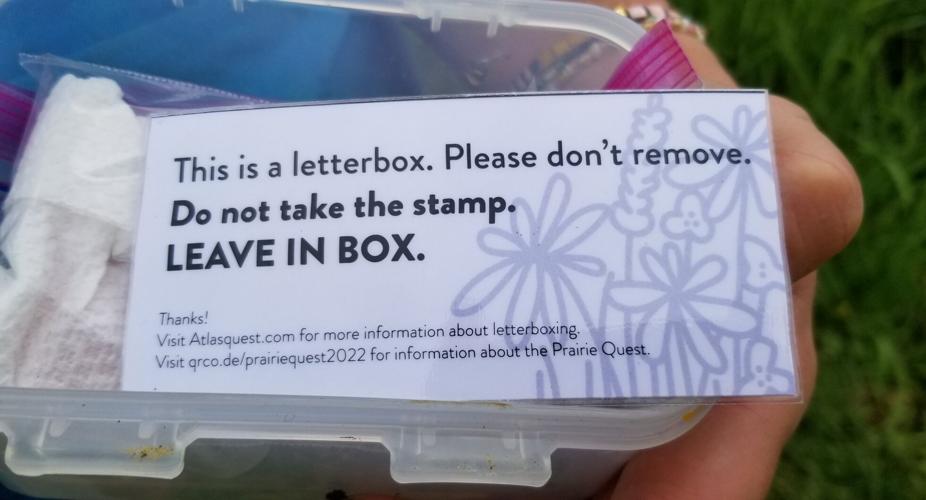 This is a letterbox. Please don't remove.
Do not take the stamp.
LEAVE IN BOX.
Thanks!
Visit Atlasquest.com for more information about letterboxing.
Visit qrco.de/prairiequest2022 for information about the Prairie Quest.